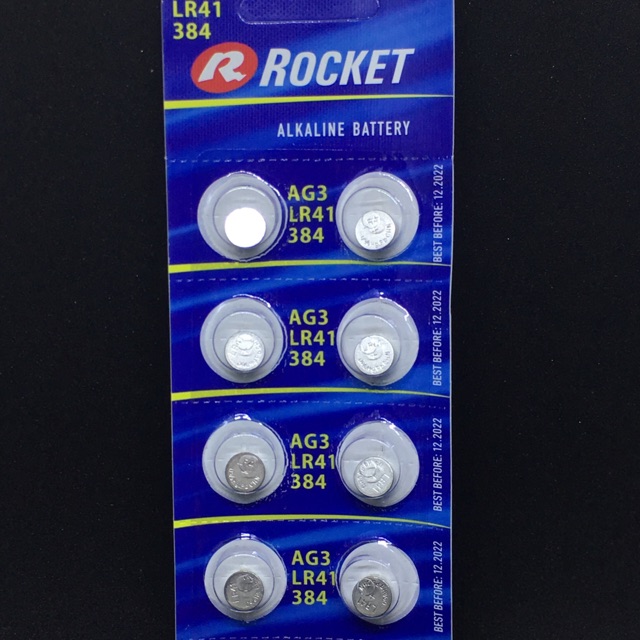 LR41
384
R ROCKET
ALKALINE BATTERY
AG3
LR41
384
BEST BEFORE: 12.2022
AG3
LR41
384
BEST BEFORE: 12.2022
AG3
LR41
384
BEST BEFORE: 12.2022
AG3
LR41
384
BEST BEFORE: 12.2022